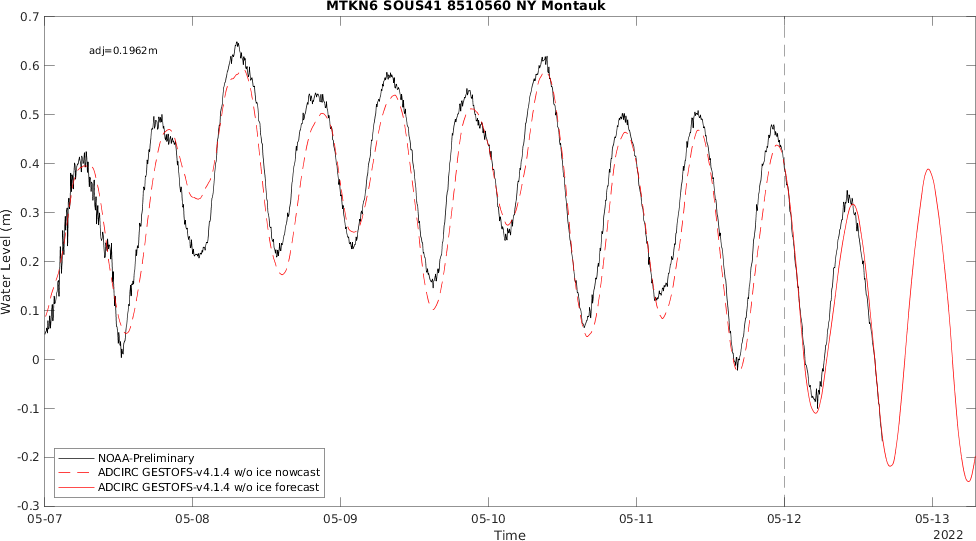 MTKN6 SOUS41 8510560 NY Montauk
adj=0.1962m
0.7
0.6
0.5
0.4
0.3
0.2
0.1
0
-0.1
-0.2
-0.3
Water Level (m)
NOAA-Preliminary
ADCIRC GESTOFS-v4.1.4 w/o ice nowcast
ADCIRC GESTOFS-v4.1.4 w/o ice forecast
05-07 05-08 05-09 05-10 05-11 05-12 05-13
Time
2022